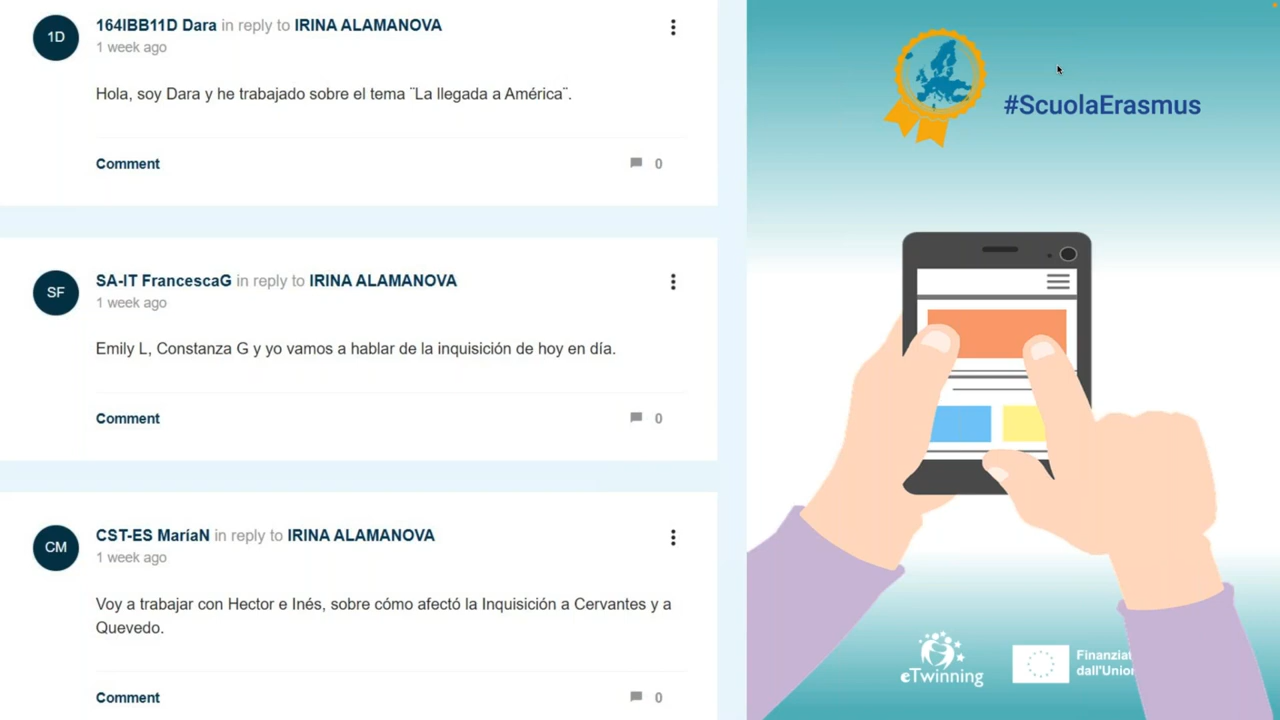 1D
164IBB11D Dara in reply to IRINA ALAMANOVA
1 week ago
Hola, soy Dara y he trabajado sobre el tema ¨La llegada a América¨.
Comment
0
SF
SA-IT FrancescaG in reply to IRINA ALAMANOVA
1 week ago
Emily L, Constanza G y yo vamos a hablar de la inquisición de hoy en día.
Comment
0
CM
CST-ES MaríaN in reply to IRINA ALAMANOVA
1 week ago
Voy a trabajar con Hector e Inés, sobre cómo afectó la Inquisición a Cervantes y a
Quevedo.
Comment
0
#ScuolaErasmus
eTwinning